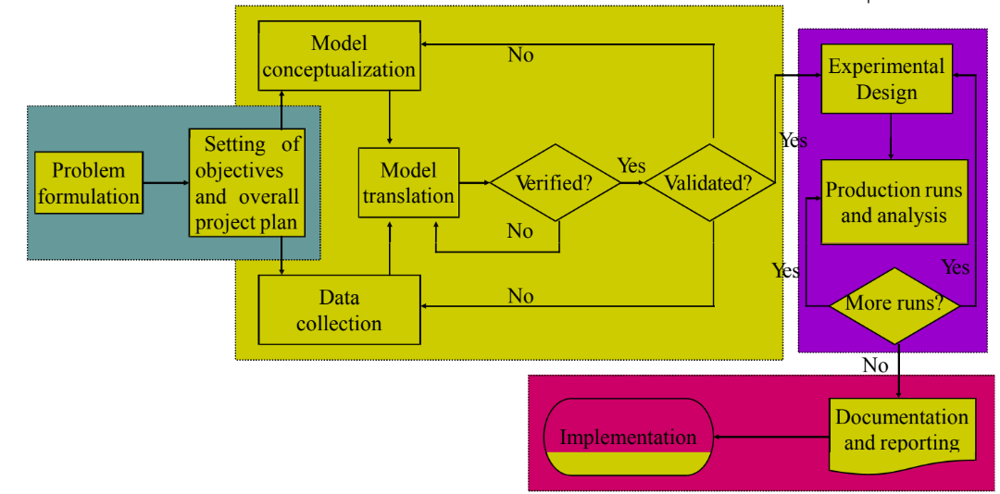 Problem
formulation
Setting of
objectives
and overall
project plan
Model
conceptualization
Data
collection
Model
translation
Verified?
Yes
No
Validated?
No
No
Yes
Experimental
Design
Production runs
and analysis
More runs?
Yes
Yes
No
Documentation
and reporting
Implementation